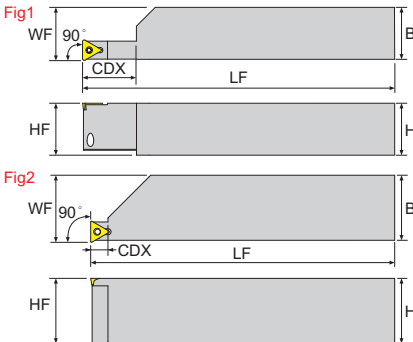 Fig1
WF 90° B
CDX
LF
HF H
Fig2
WF 90° B
CDX LF
HF H